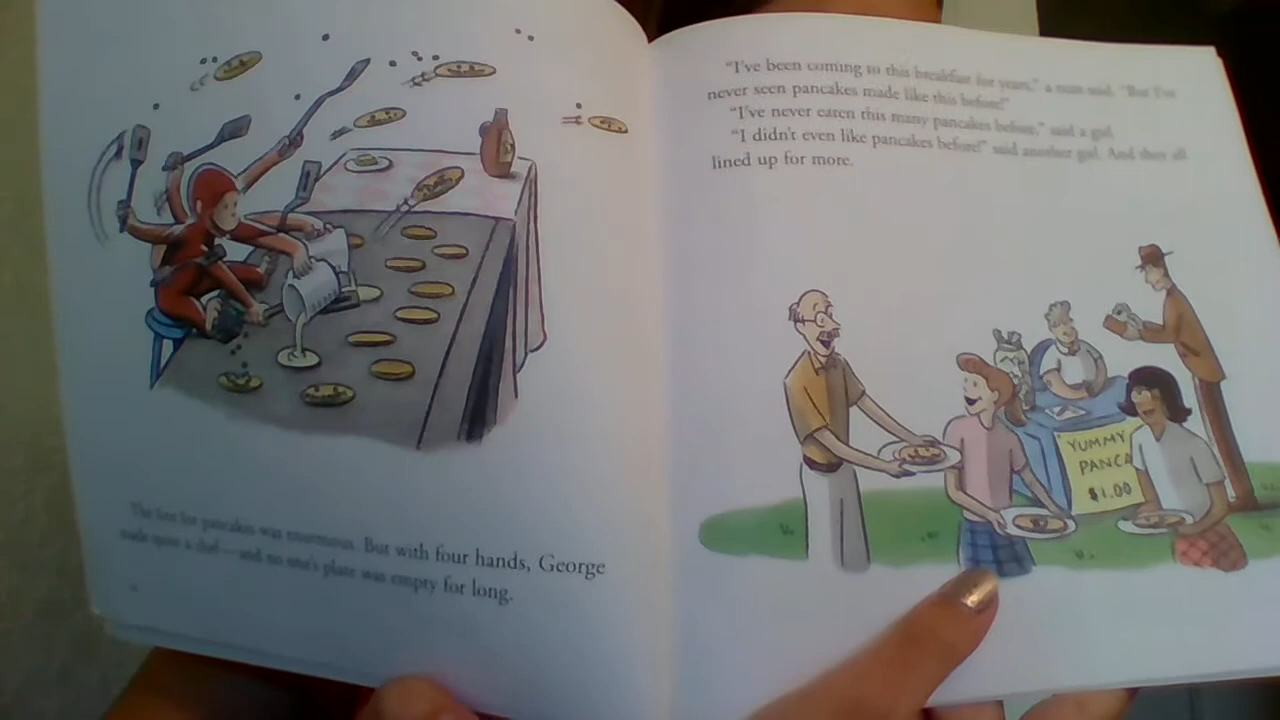 The line for pancakes was enormous. But with four hands, George
made quite a chef—and no one's plate was empty for long.
"I've been coming to this breakfast for years," a man said. "But I've
never seen pancakes made like this before!"
"I've never eaten this many pancakes before," said a girl.
"I didn't even like pancakes before!" said another girl. And they all
lined up for more.
YUMMY
PANCA
$1.00